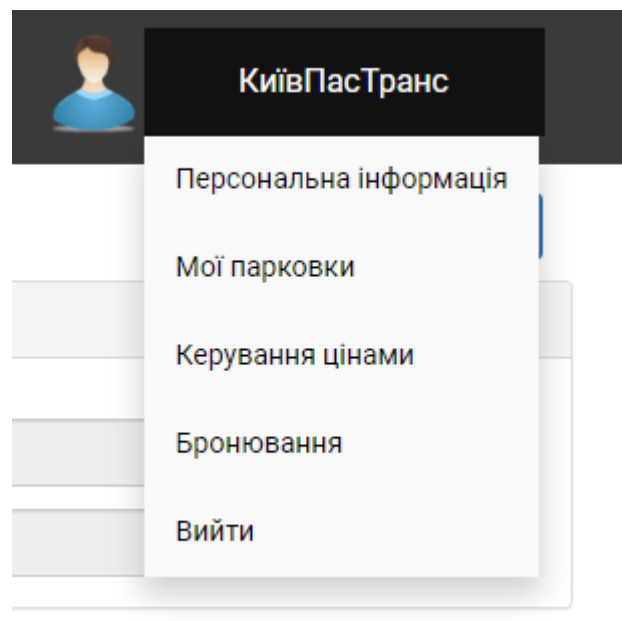 КиївПасТранс
Персональна інформація
Мої парковки
Керування цінами
Бронювання
Вийти